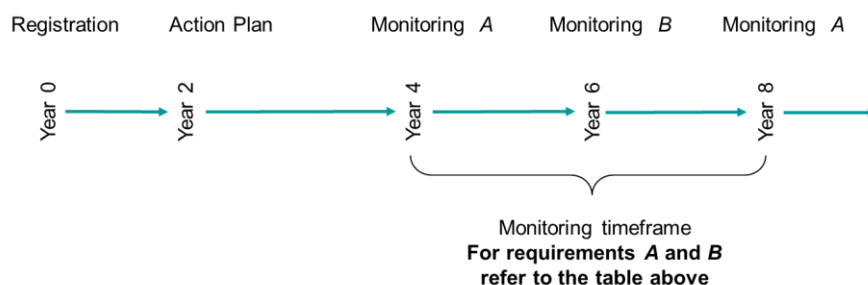 Registration Action Plan Monitoring A Monitoring B Monitoring A
Year 0 Year 2 Year 4 Year 6 Year 8
Monitoring timeframe
For requirements A and B
refer to the table above